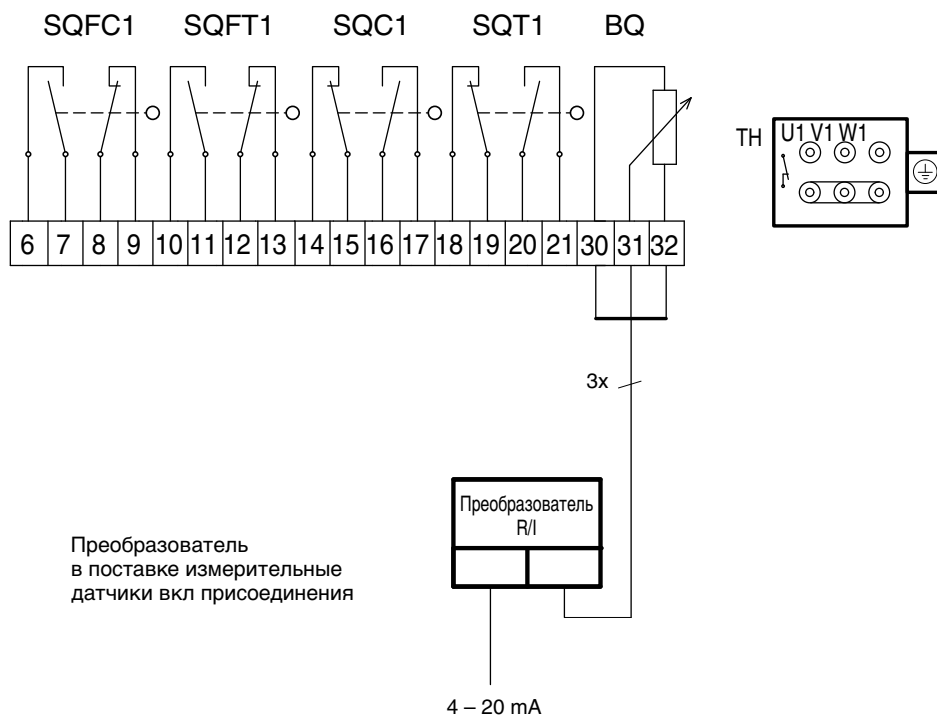 SQFC1 SQFT1 SQC1 SQT1 BQ
TH U1 V1 W1
6 7 8 9 10 11 12 13 14 15 16 17 18 19 20 21 30 31 32
3x
Преобразователь
R/I
Преобразователь
в поставке измерительные
датчики вкл присоединения
4 – 20 mA